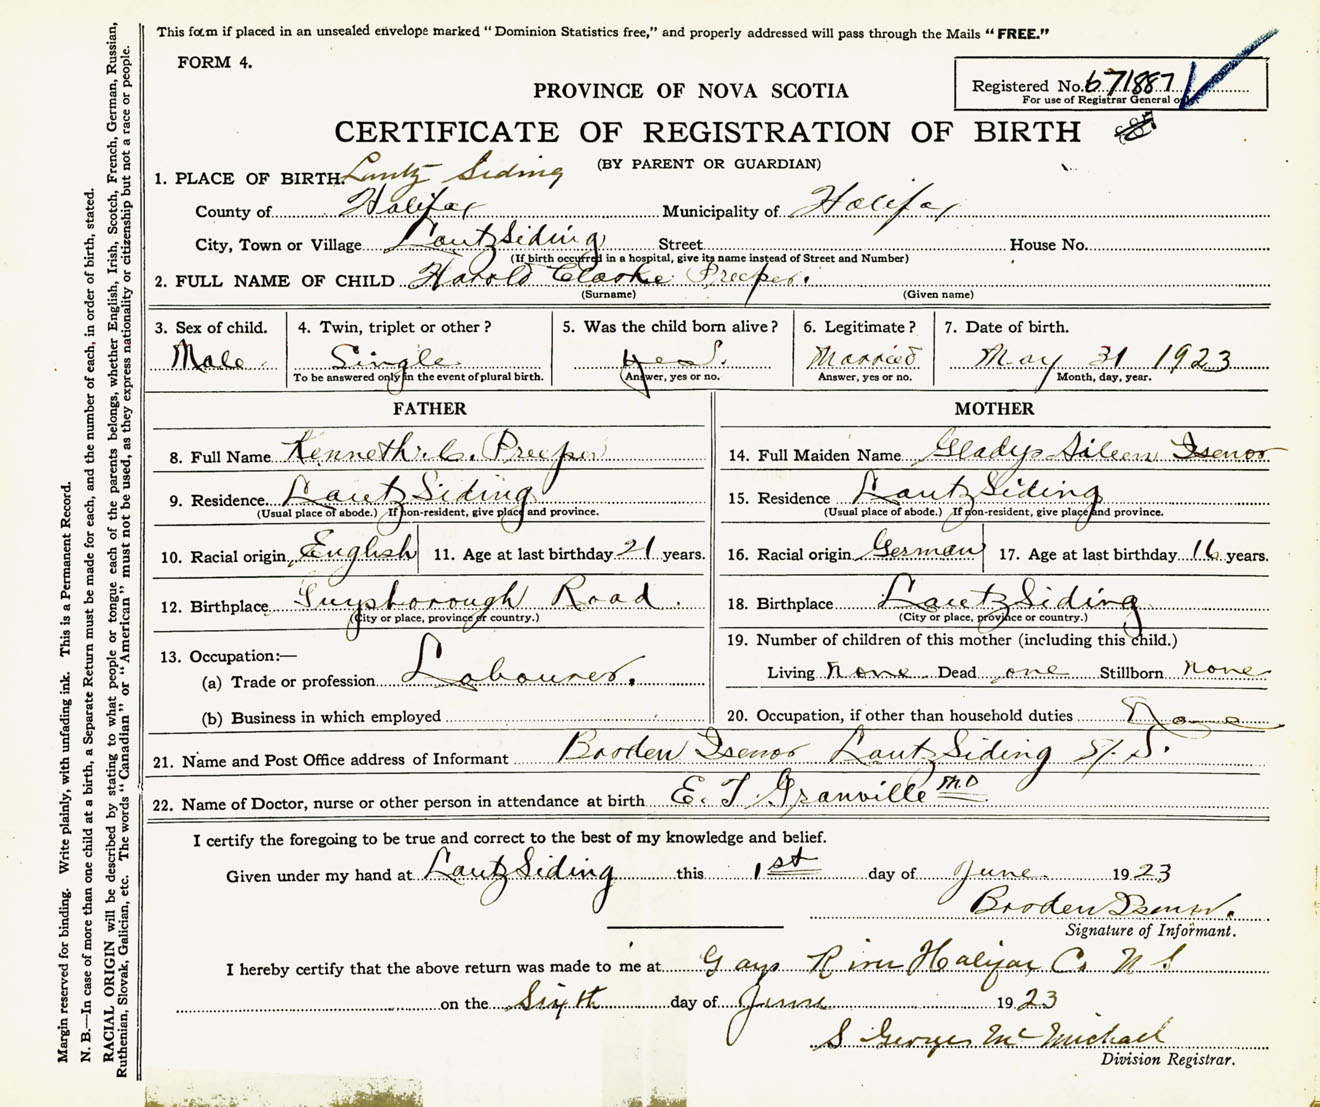 This form if placed in an unsealed envelope marked "Dominion Statistics free," and properly addressed will pass through the Mails "FREE."
FORM 4.
Registered No. 671887
For use of Registrar General only
PROVINCE OF NOVA SCOTIA
CERTIFICATE OF REGISTRATION OF BIRTH
(BY PARENT OR GUARDIAN)
1. PLACE OF BIRTH. Lantz Siding
County of Halifax Municipality of Halifax
City, Town or Village Lantz Siding Street House No.
(If birth occurred in a hospital, give its name instead of Street and Number)
2. FULL NAME OF CHILD Harold Clarke Preeper.
(Surname) (Given name)
3. Sex of child. 4. Twin, triplet or other? 5. Was the child born alive? 6. Legitimate? 7. Date of birth.
Male Single yes. Married May 31 1923
To be answered only in the event of plural birth. Answer, yes or no. Answer, yes or no. Month, day, year.
FATHER MOTHER
8. Full Name Kenneth. C. Preeper 14. Full Maiden Name Gladys Aileen Isenor
9. Residence Lantz Siding 15. Residence Lantz Siding
(Usual place of abode.) If non-resident, give place and province. (Usual place of abode.) If non-resident, give place and province.
10. Racial origin English 11. Age at last birthday 21 years. 16. Racial origin German 17. Age at last birthday 16 years.
12. Birthplace Guysborough Road. 18. Birthplace Lantz Siding
(City or place, province or country.) (City or place, province or country.)
19. Number of children of this mother (including this child.)
13. Occupation:—
(a) Trade or profession Labourer. Living None Dead one Stillborn none
(b) Business in which employed 20. Occupation, if other than household duties None
21. Name and Post Office address of Informant Broden Isenor Lantz Siding N. S.
22. Name of Doctor, nurse or other person in attendance at birth E. T. Granville M.D
I certify the foregoing to be true and correct to the best of my knowledge and belief.
Given under my hand at Lantz Siding this 1st day of June. 1923
Broden Isenor.
Signature of Informant.
I hereby certify that the above return was made to me at Gays River Halifax Co N S
on the Sixth day of June 1923
S George McMichael
Division Registrar.
Margin reserved for binding. Write plainly, with unfading ink. This is a Permanent Record.
N. B.—In case of more than one child at a birth, a Separate Return must be made for each, and the number of each, in order of birth, stated.
RACIAL ORIGIN will be described by stating to what people or tongue each of the parents belongs, whether English, Irish, Scotch, French, German, Russian,
Ruthenian, Slovak, Galician, etc. The words "Canadian" or "American" must not be used, as they express nationality or citizenship but not a race or people.